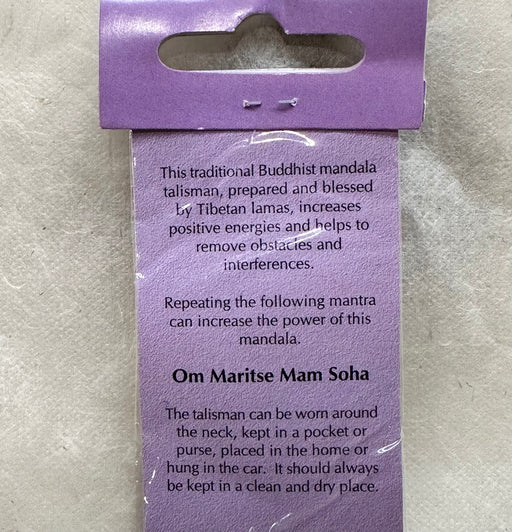 This traditional Buddhist mandala
talisman, prepared and blessed
by Tibetan lamas, increases
positive energies and helps to
remove obstacles and
interferences.
Repeating the following mantra
can increase the power of this
mandala.
Om Maritse Mam Soha
The talisman can be worn around
the neck, kept in a pocket or
purse, placed in the home or
hung in the car. It should always
be kept in a clean and dry place.